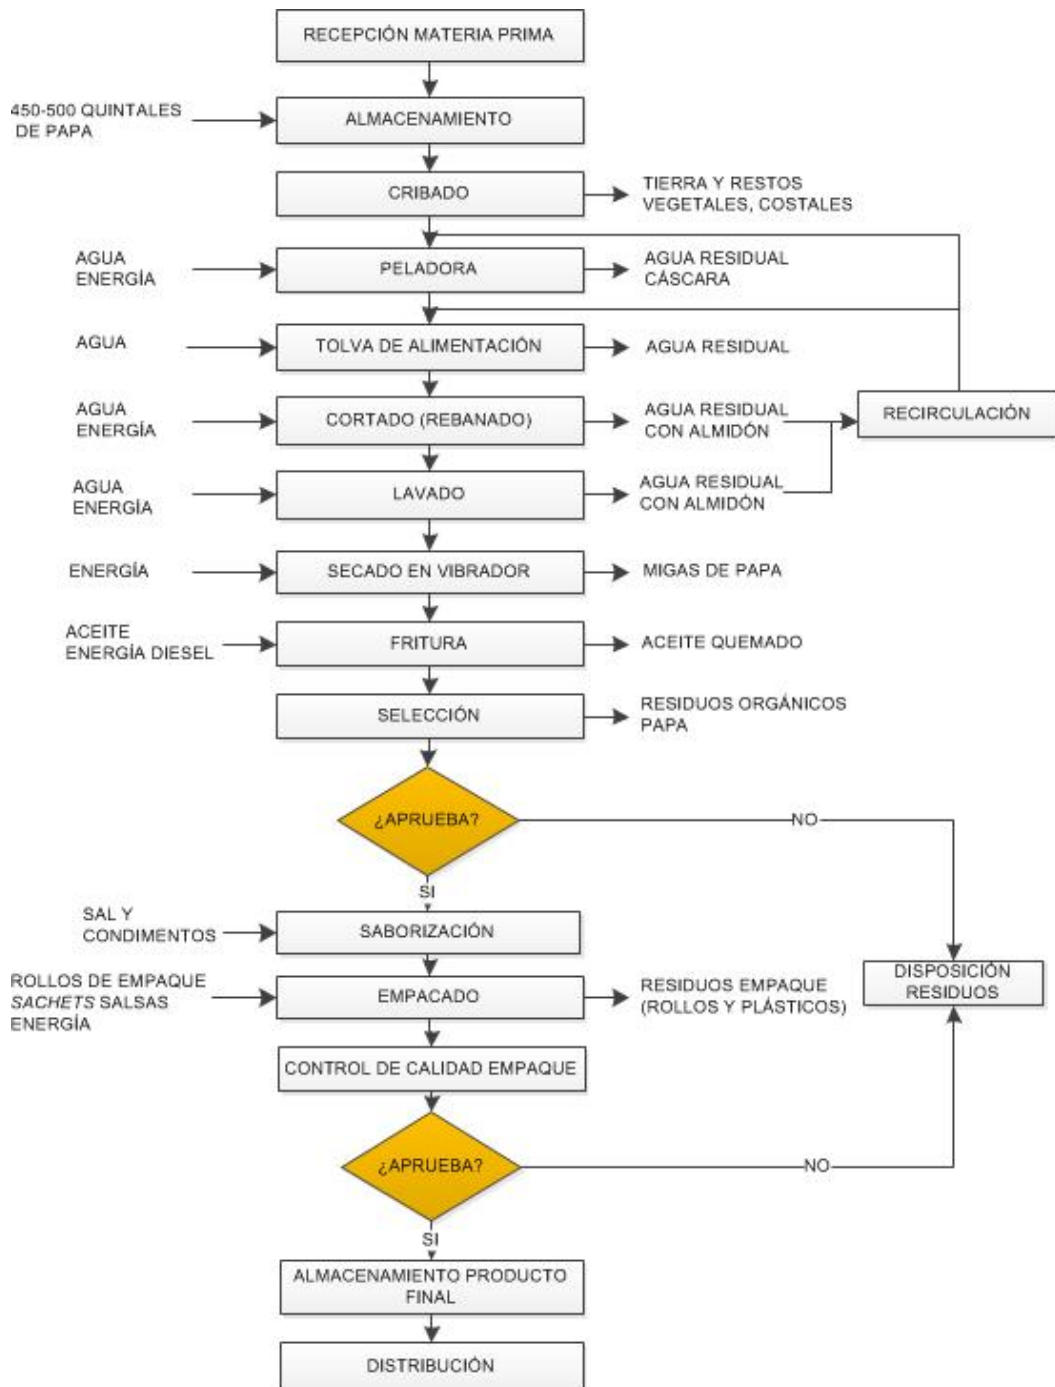 RECEPCIÓN MATERIA PRIMA
450-500 QUINTALES
DE PAPA
ALMACENAMIENTO
CRIBADO
TIERRA Y RESTOS
VEGETALES, COSTALES
AGUA
ENERGÍA
PELADORA
AGUA RESIDUAL
CÁSCARA
AGUA
TOLVA DE ALIMENTACIÓN
AGUA RESIDUAL
AGUA
ENERGÍA
CORTADO (REBANADO)
AGUA RESIDUAL
CON ALMIDÓN
RECIRCULACIÓN
AGUA
ENERGÍA
LAVADO
AGUA RESIDUAL
CON ALMIDÓN
ENERGÍA
SECADO EN VIBRADOR
MIGAS DE PAPA
ACEITE
ENERGÍA DIESEL
FRITURA
ACEITE QUEMADO
SELECCIÓN
RESIDUOS ORGÁNICOS
PAPA
¿APRUEBA?
NO
SI
SAL Y
CONDIMENTOS
SABORIZACIÓN
ROLLOS DE EMPAQUE
SACHETS SALSAS
ENERGÍA
EMPACADO
RESIDUOS EMPAQUE
(ROLLOS Y PLÁSTICOS)
DISPOSICIÓN
RESIDUOS
CONTROL DE CALIDAD EMPAQUE
¿APRUEBA?
NO
SI
ALMACENAMIENTO PRODUCTO
FINAL
DISTRIBUCIÓN